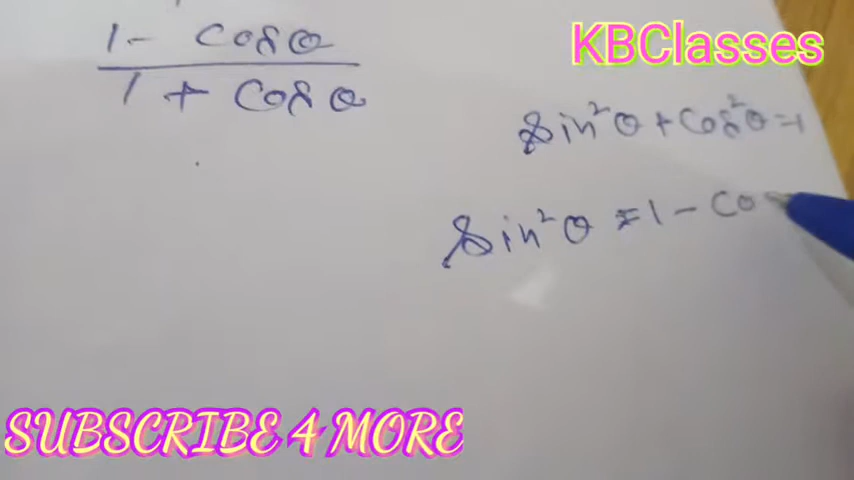 KBClasses
1 - Cosθ
1 + Cosθ
Sin²θ + Cos²θ = 1
Sin²θ = 1 - Co
SUBSCRIBE 4 MORE